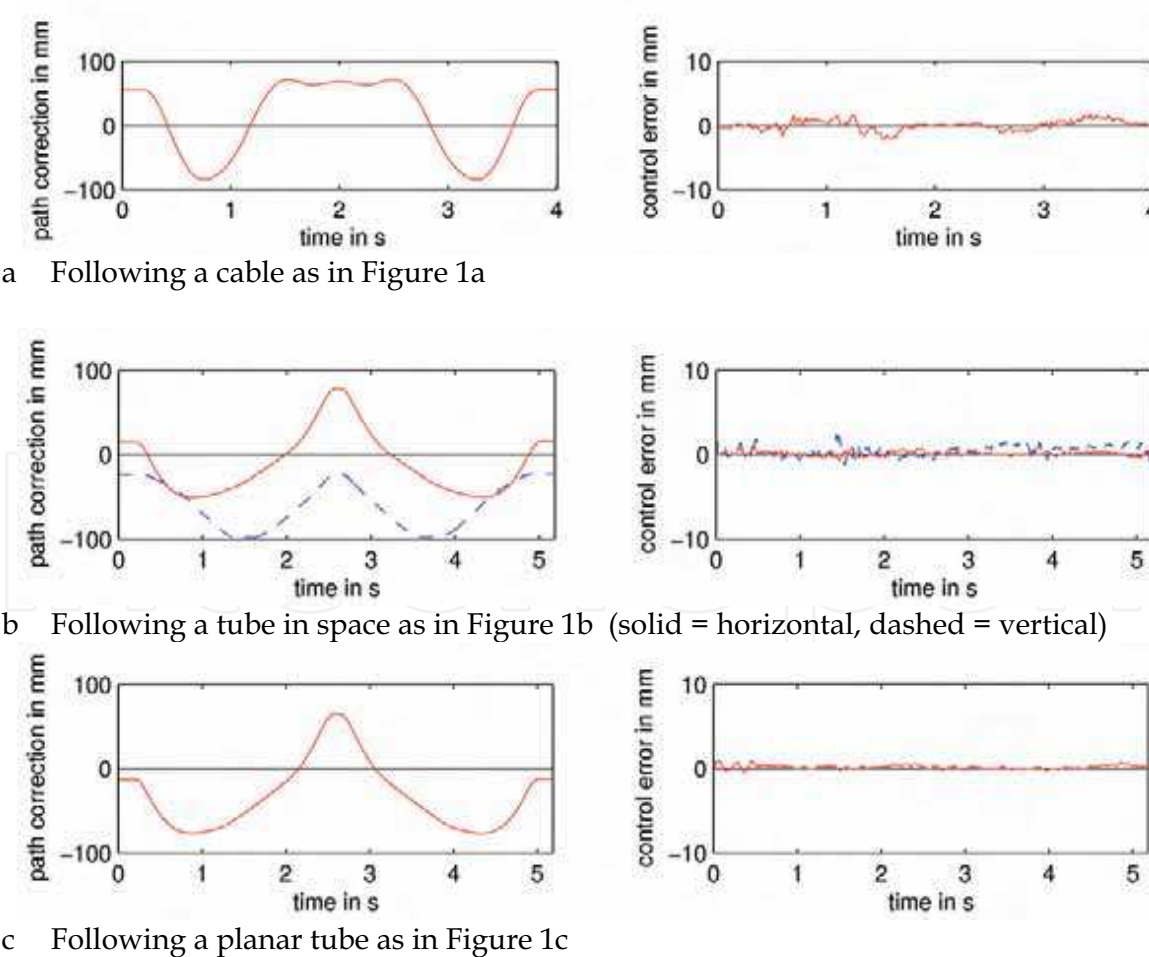 path correction in mm
100
0
−100
0 1 2 3 4
time in s
control error in mm
10
0
−10
0 1 2 3 4
time in s
a Following a cable as in Figure 1a
path correction in mm
100
0
−100
0 1 2 3 4 5
time in s
control error in mm
10
0
−10
0 1 2 3 4 5
time in s
b Following a tube in space as in Figure 1b (solid = horizontal, dashed = vertical)
path correction in mm
100
0
−100
0 1 2 3 4 5
time in s
control error in mm
10
0
−10
0 1 2 3 4 5
time in s
c Following a planar tube as in Figure 1c